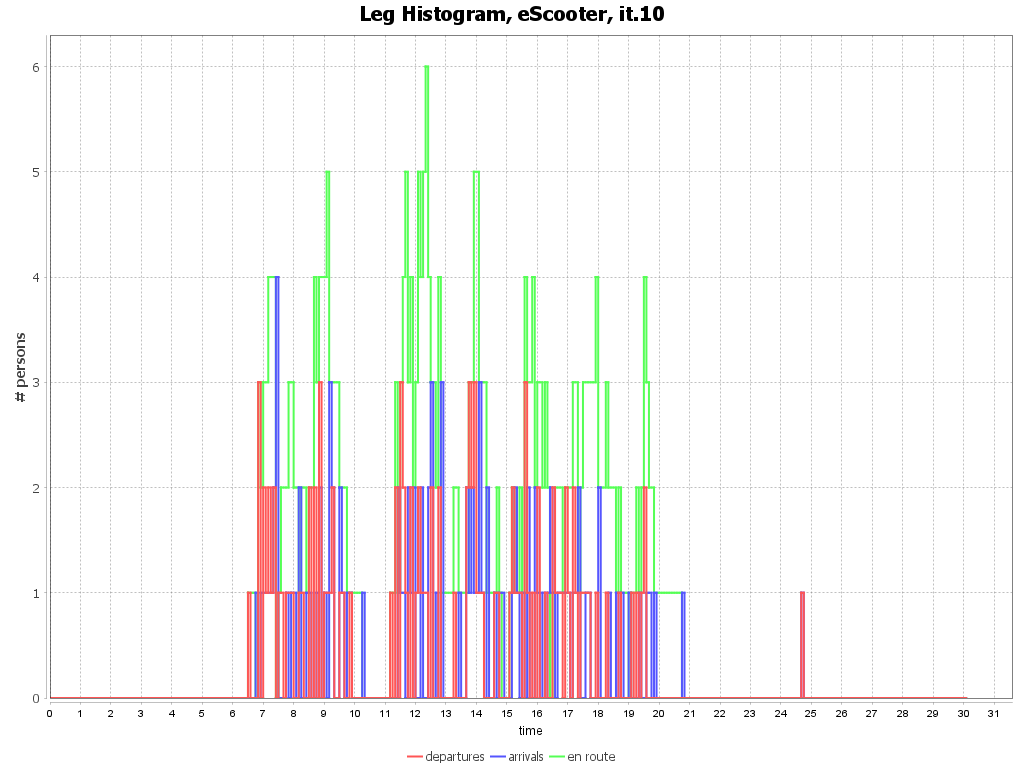 Leg Histogram, eScooter, it.10
# persons
6
5
4
3
2
1
0
0 1 2 3 4 5 6 7 8 9 10 11 12 13 14 15 16 17 18 19 20 21 22 23 24 25 26 27 28 29 30 31
time
departures arrivals en route